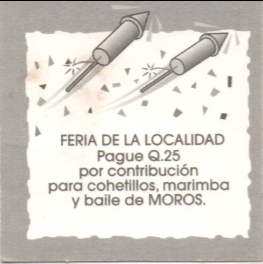 FERIA DE LA LOCALIDAD
Pague Q.25
por contribución
para cohetillos, marimba
y baile de MOROS.